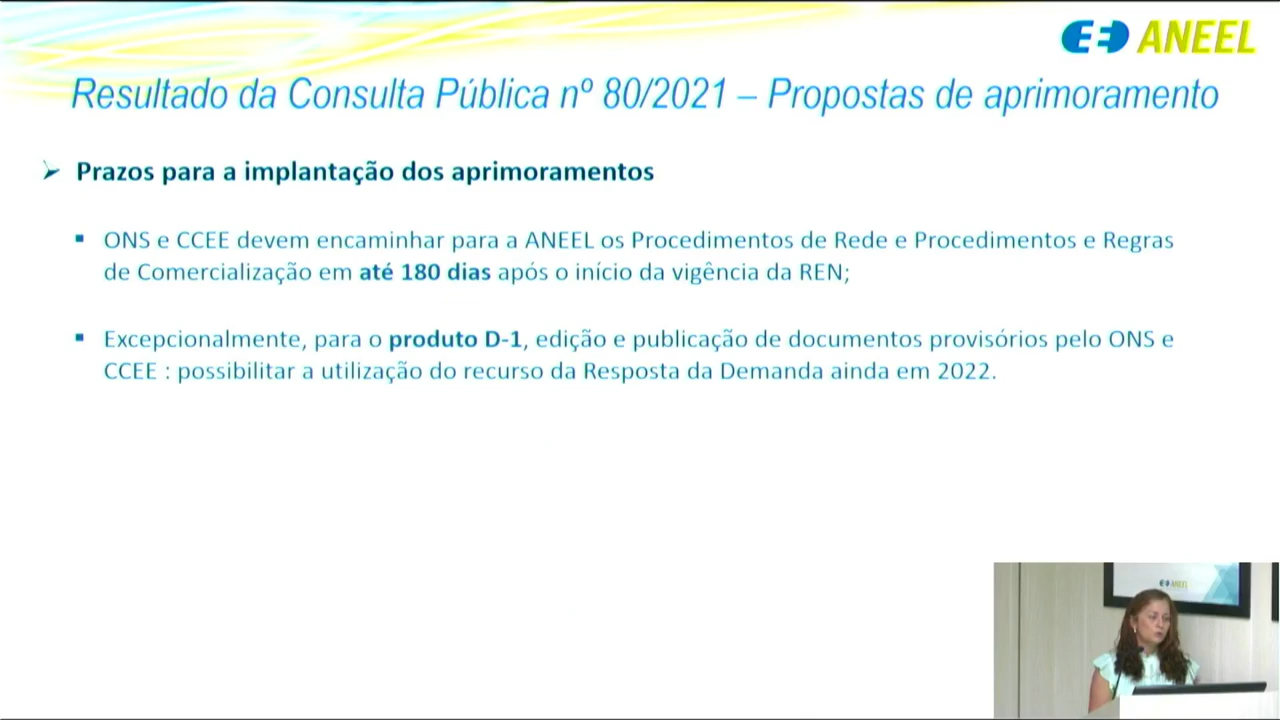 ANEEL
Resultado da Consulta Pública nº 80/2021 – Propostas de aprimoramento
Prazos para a implantação dos aprimoramentos
ONS e CCEE devem encaminhar para a ANEEL os Procedimentos de Rede e Procedimentos e Regras
de Comercialização em até 180 dias após o início da vigência da REN;
Excepcionalmente, para o produto D-1, edição e publicação de documentos provisórios pelo ONS e
CCEE : possibilitar a utilização do recurso da Resposta da Demanda ainda em 2022.
ANEEL